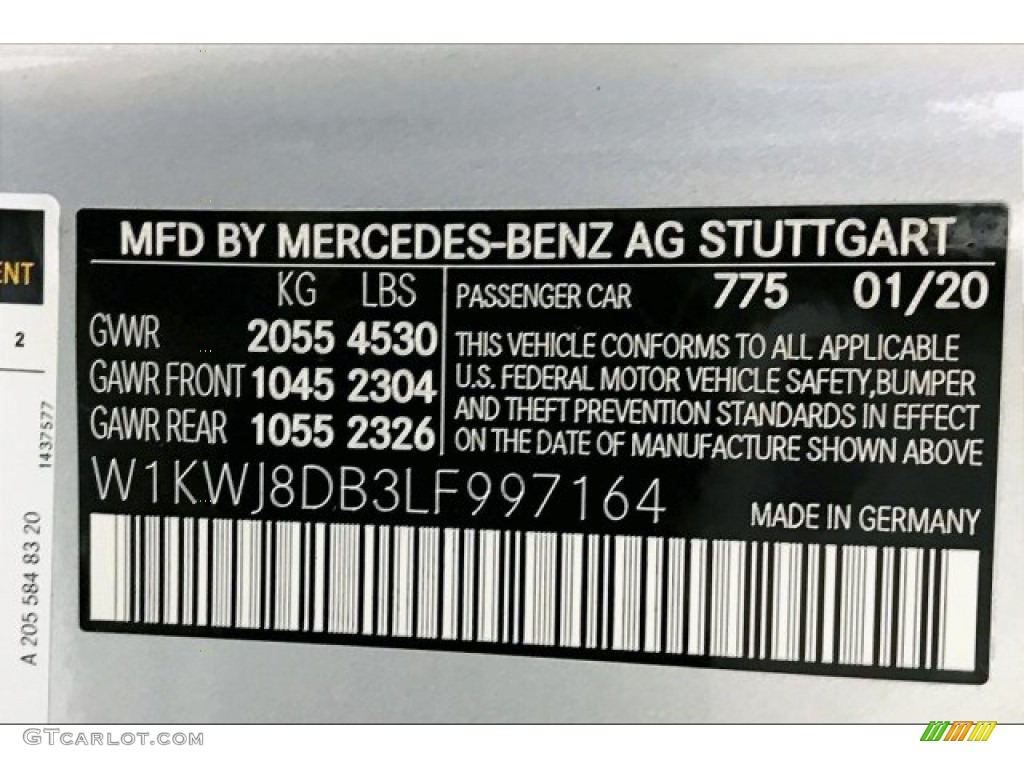 MFD BY MERCEDES-BENZ AG STUTTGART
KG LBS
GVWR 2055 4530
GAWR FRONT 1045 2304
GAWR REAR 1055 2326
PASSENGER CAR 775 01/20
THIS VEHICLE CONFORMS TO ALL APPLICABLE
U.S. FEDERAL MOTOR VEHICLE SAFETY,BUMPER
AND THEFT PREVENTION STANDARDS IN EFFECT
ON THE DATE OF MANUFACTURE SHOWN ABOVE
W1KWJ8DB3LF997164
MADE IN GERMANY
ENT
2
1437577
A 205 584 83 20
GTCARLOT.COM